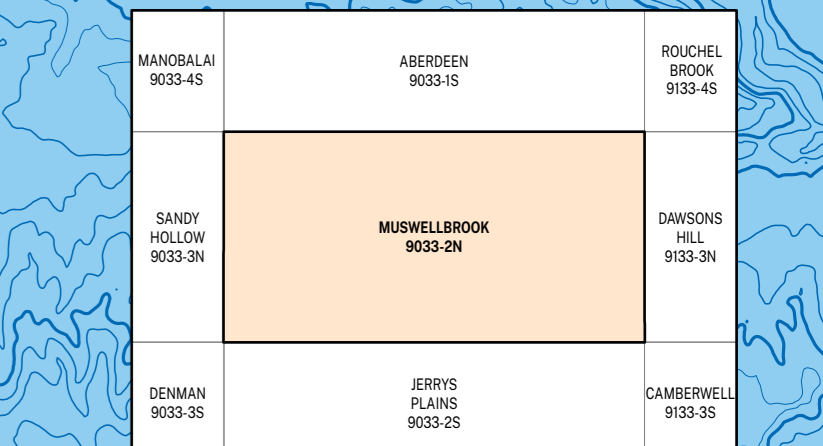 MANOBALAI
9033-4S
ABERDEEN
9033-1S
ROUCHEL
BROOK
9133-4S
SANDY
HOLLOW
9033-3N
MUSWELLBROOK
9033-2N
DAWSONS
HILL
9133-3N
DENMAN
9033-3S
JERRYS
PLAINS
9033-2S
CAMBERWELL
9133-3S